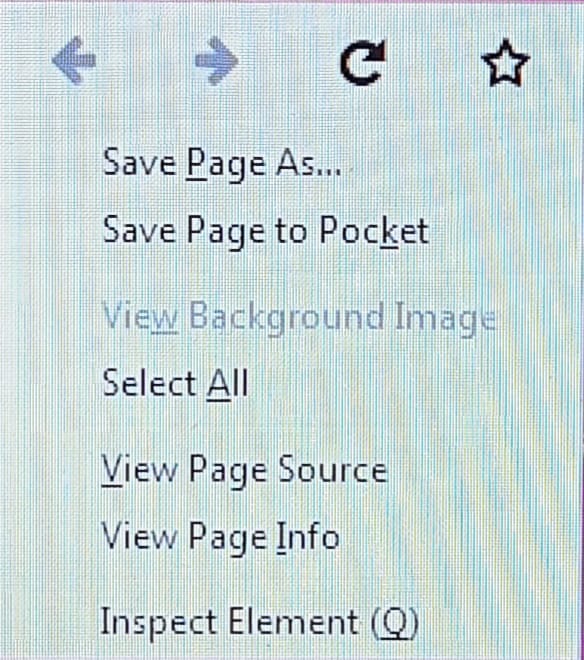 Save Page As...
Save Page to Pocket
View Background Image
Select All
View Page Source
View Page Info
Inspect Element (Q)